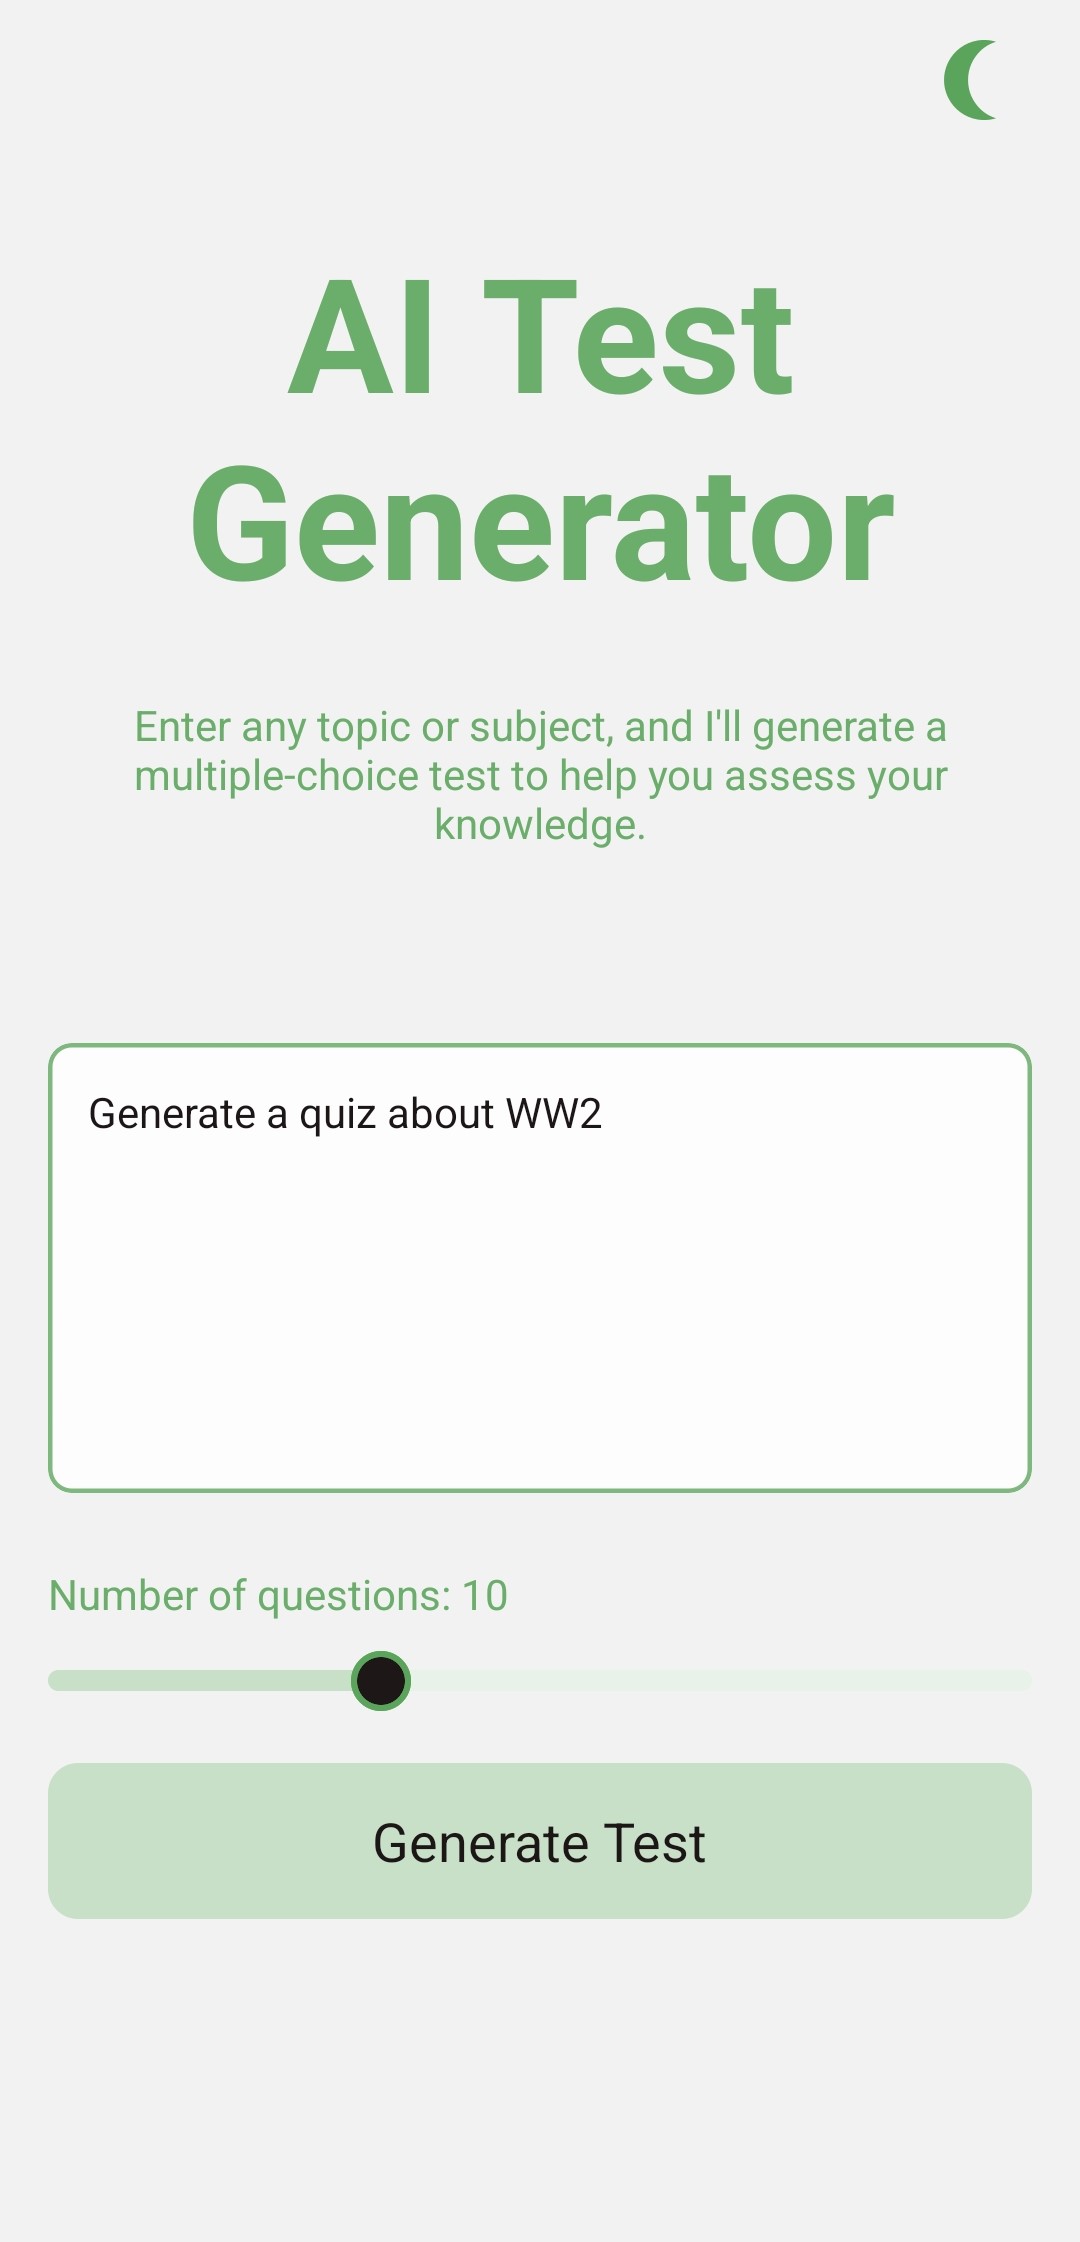 AI Test
Generator
Enter any topic or subject, and I'll generate a
multiple-choice test to help you assess your
knowledge.
Generate a quiz about WW2
Number of questions: 10
Generate Test